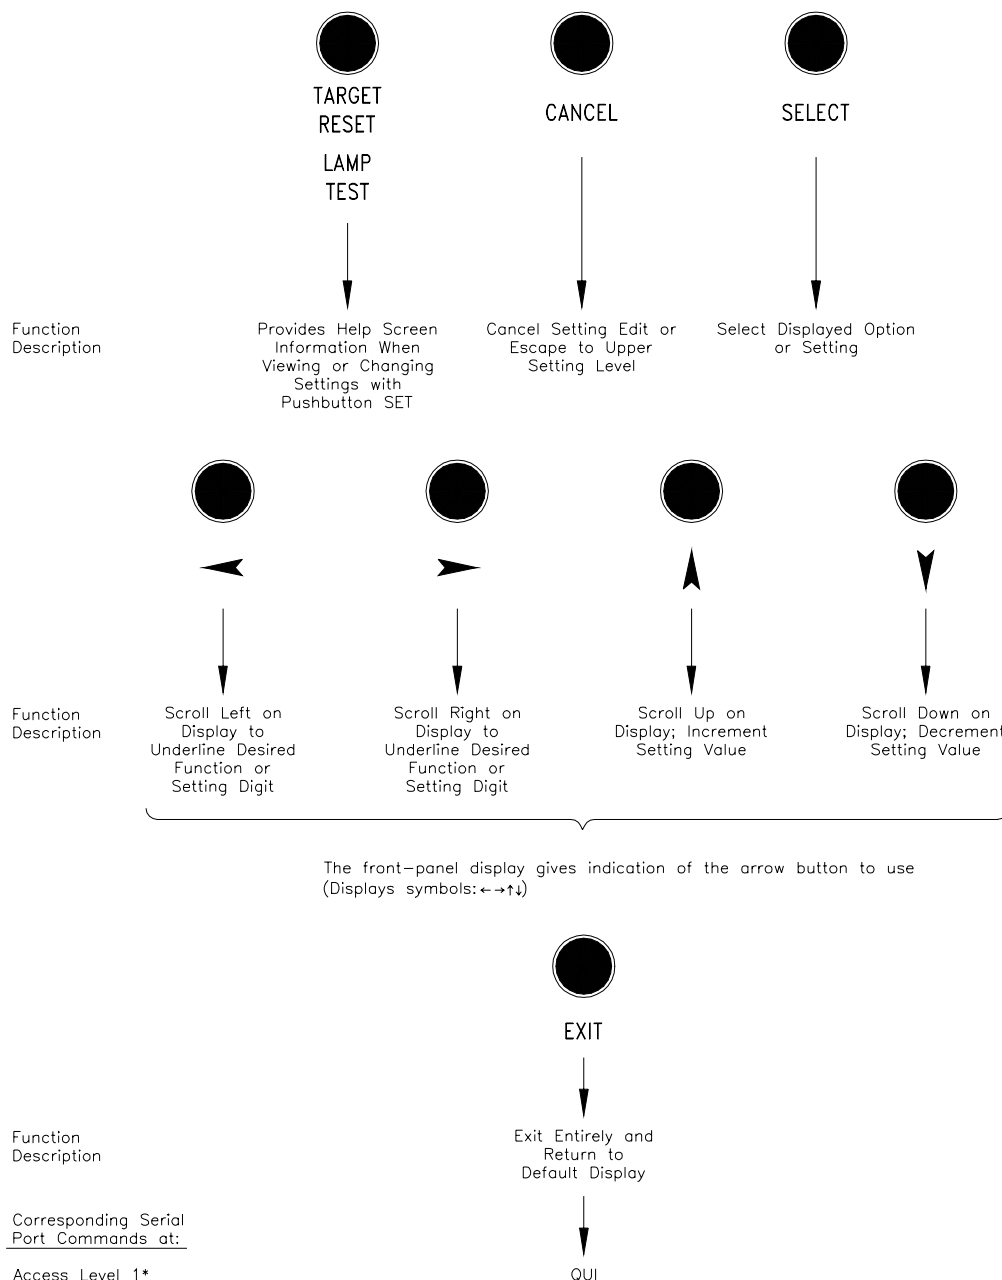 TARGET
RESET
LAMP
TEST
CANCEL
SELECT
Function
Description
Provides Help Screen
Information When
Viewing or Changing
Settings with
Pushbutton SET
Cancel Setting Edit or
Escape to Upper
Setting Level
Select Displayed Option
or Setting
Function
Description
Scroll Left on
Display to
Underline Desired
Function or
Setting Digit
Scroll Right on
Display to
Underline Desired
Function or
Setting Digit
Scroll Up on
Display; Increment
Setting Value
Scroll Down on
Display; Decrement
Setting Value
The front-panel display gives indication of the arrow button to use
(Displays symbols:←→↑↓)
EXIT
Function
Description
Exit Entirely and
Return to
Default Display
Corresponding Serial
Port Commands at:
Access Level 1*
QUI